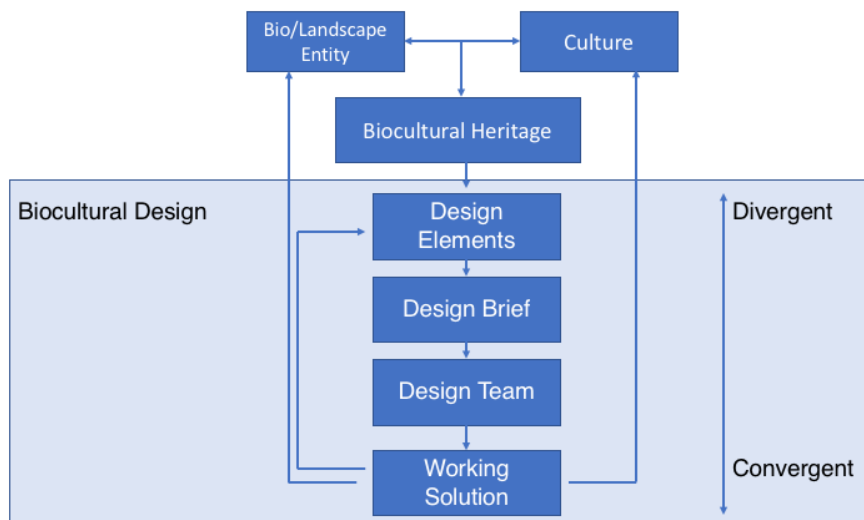 Bio/Landscape
Entity
Culture
Biocultural Heritage
Biocultural Design
Design
Elements
Divergent
Design Brief
Design Team
Working
Solution
Convergent